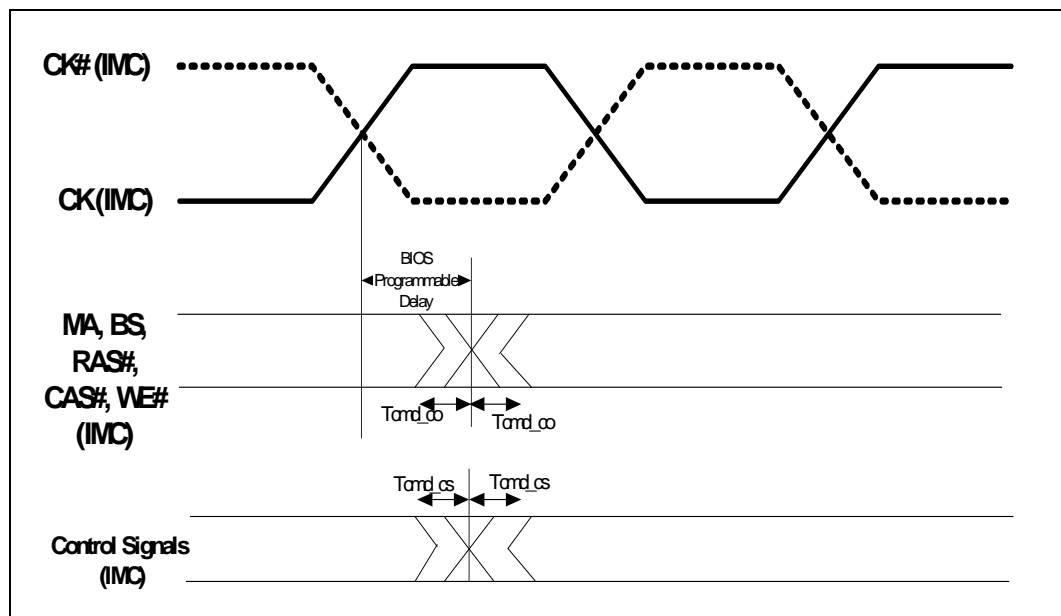 CK# (IMC)
CK (IMC)
BIOS
Programmable
Delay
MA, BS,
RAS#,
CAS#, WE#
(IMC)
Tcmd_co
Tcmd_co
Tcmd_cs
Tcmd_cs
Control Signals
(IMC)